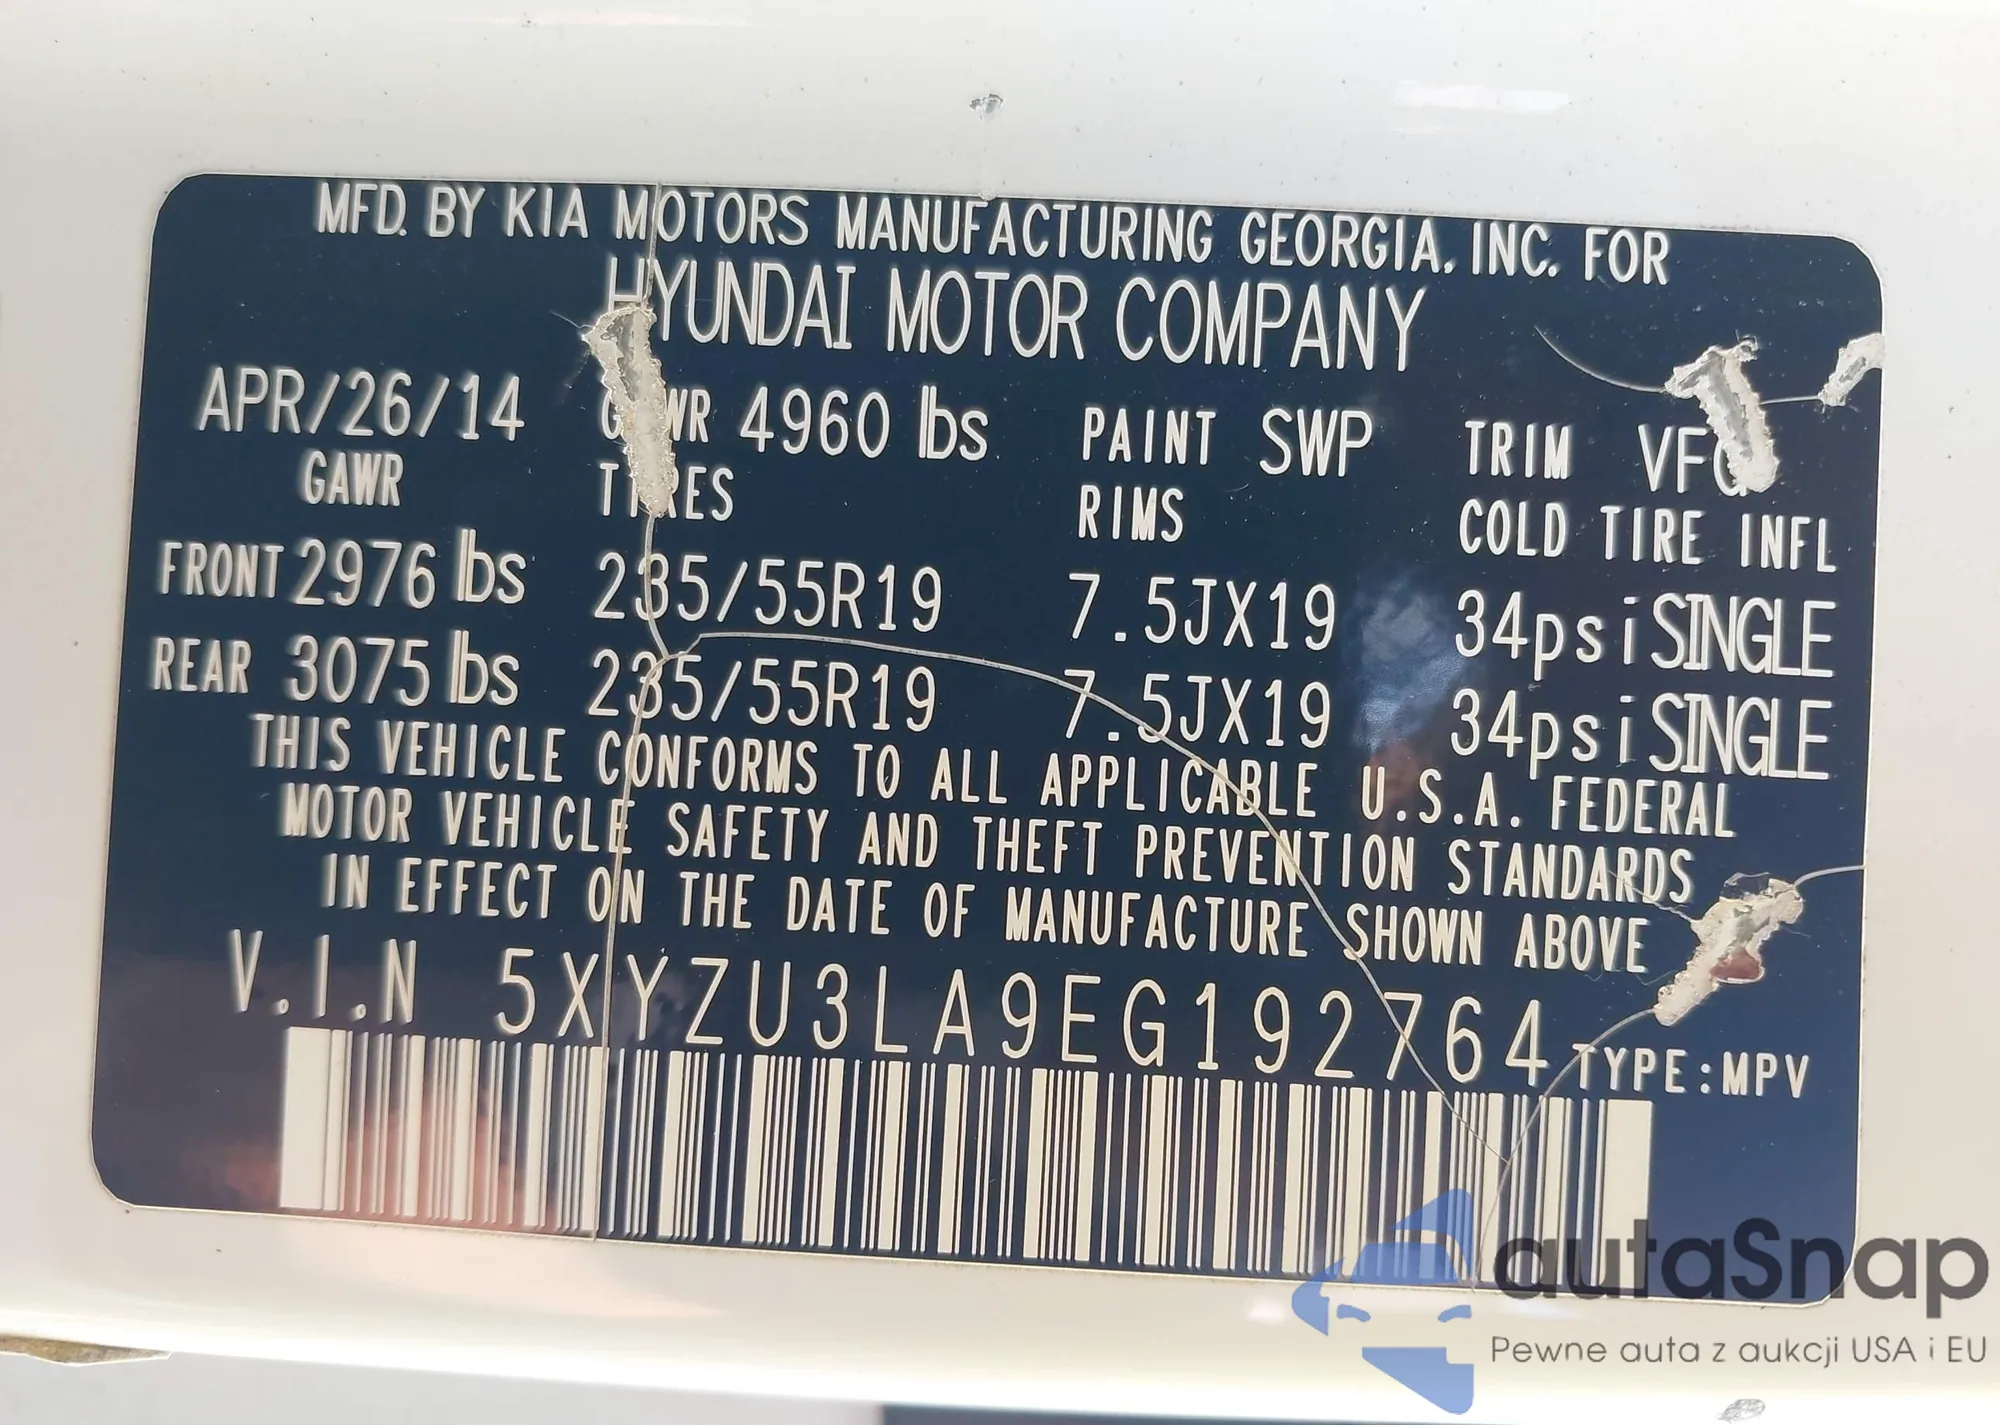 MFD. BY KIA MOTORS MANUFACTURING GEORGIA, INC. FOR
HYUNDAI MOTOR COMPANY
APR/26/14 GVWR 4960 lbs PAINT SWP TRIM
GAWR TIRES RIMS COLD TIRE INFL
FRONT 2976 lbs 235/55R19 7.5JX19 34psi SINGLE
REAR 3075 lbs 235/55R19 7.5JX19 34psi SINGLE
THIS VEHICLE CONFORMS TO ALL APPLICABLE U.S.A. FEDERAL
MOTOR VEHICLE SAFETY AND THEFT PREVENTION STANDARDS
IN EFFECT ON THE DATE OF MANUFACTURE SHOWN ABOVE
V.I.N 5XYZU3LA9EG192764 TYPE:MPV
autaSnap
Pewne auta z aukcji USA i EU